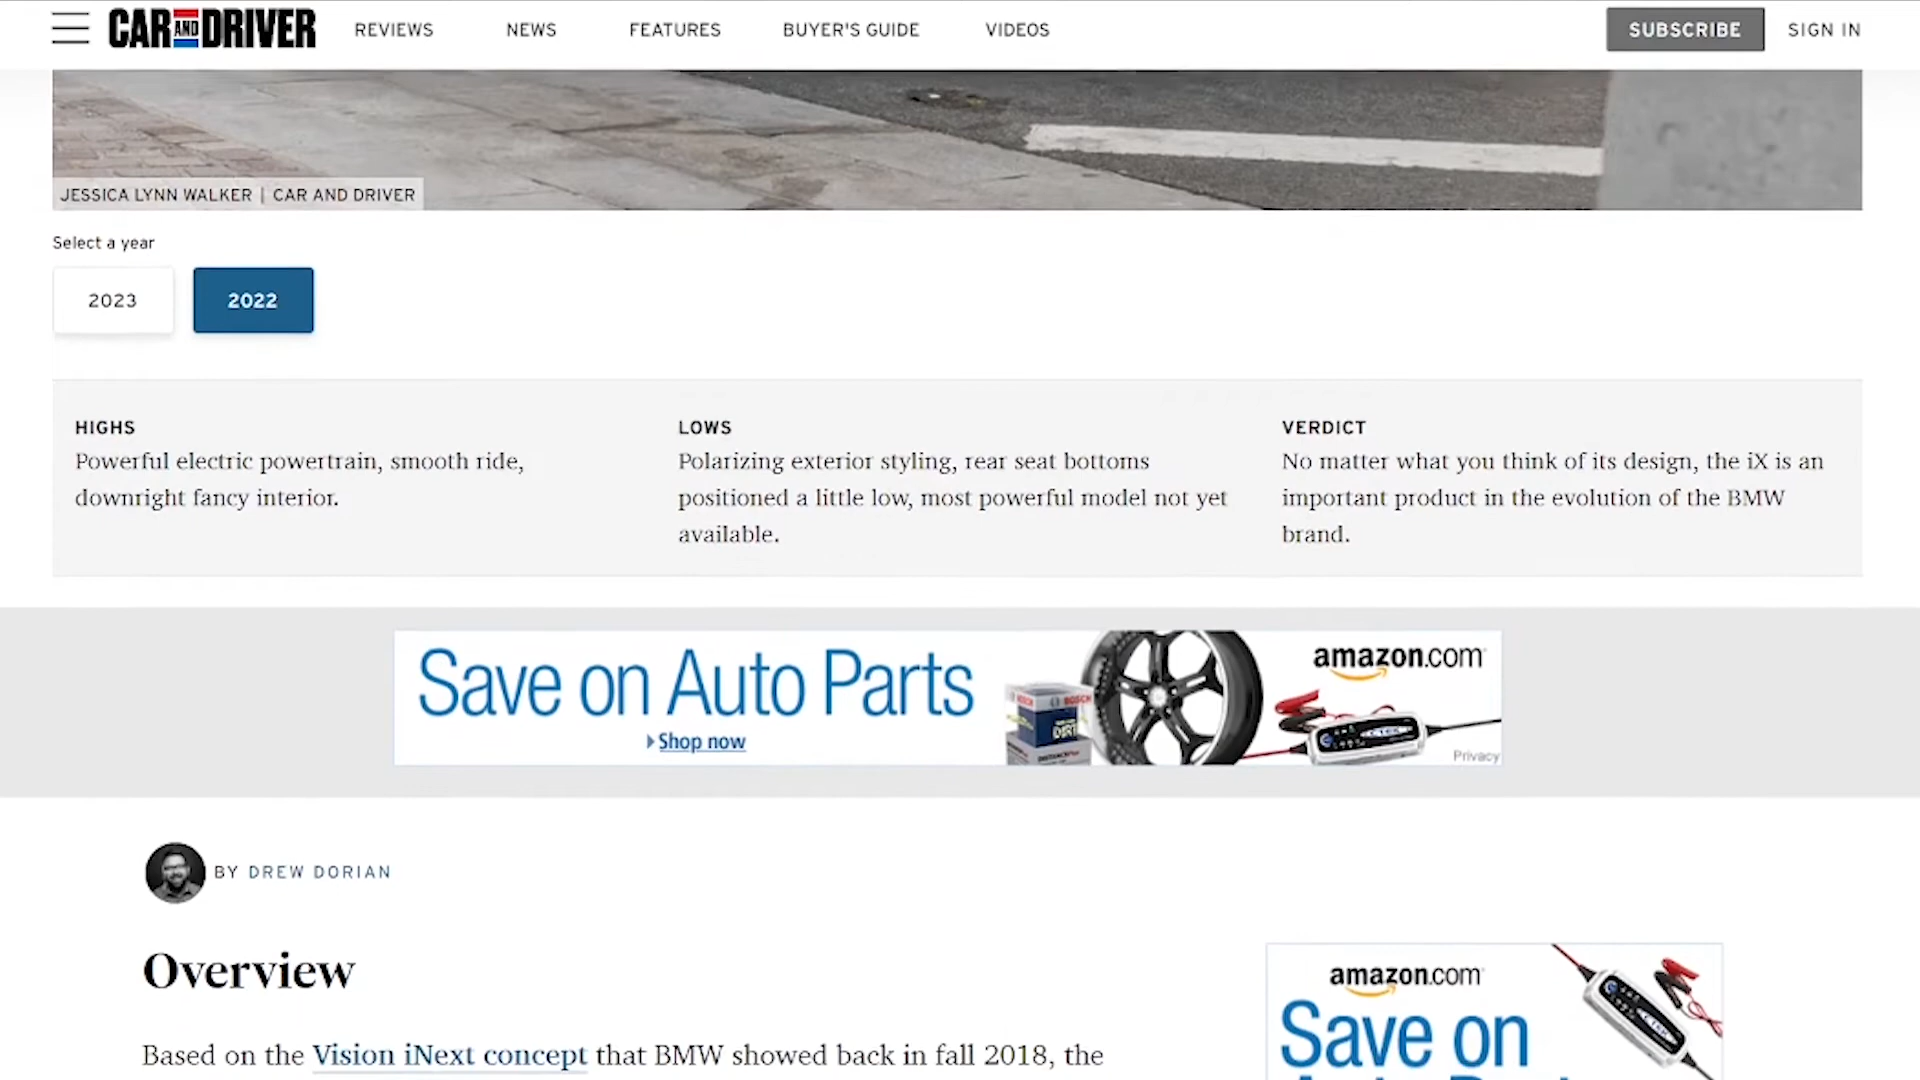 CAR AND DRIVER
REVIEWS
NEWS
FEATURES
BUYER'S GUIDE
VIDEOS
SUBSCRIBE
SIGN IN
JESSICA LYNN WALKER | CAR AND DRIVER
Select a year
2023
2022
HIGHS
Powerful electric powertrain, smooth ride,
downright fancy interior.
LOWS
Polarizing exterior styling, rear seat bottoms
positioned a little low, most powerful model not yet
available.
VERDICT
No matter what you think of its design, the iX is an
important product in the evolution of the BMW
brand.
Save on Auto Parts
Shop now
BOSCH
DIRT
CTEK
amazon.com
Privacy
BY DREW DORIAN
Overview
Based on the Vision iNext concept that BMW showed back in fall 2018, the
amazon.com
Save on